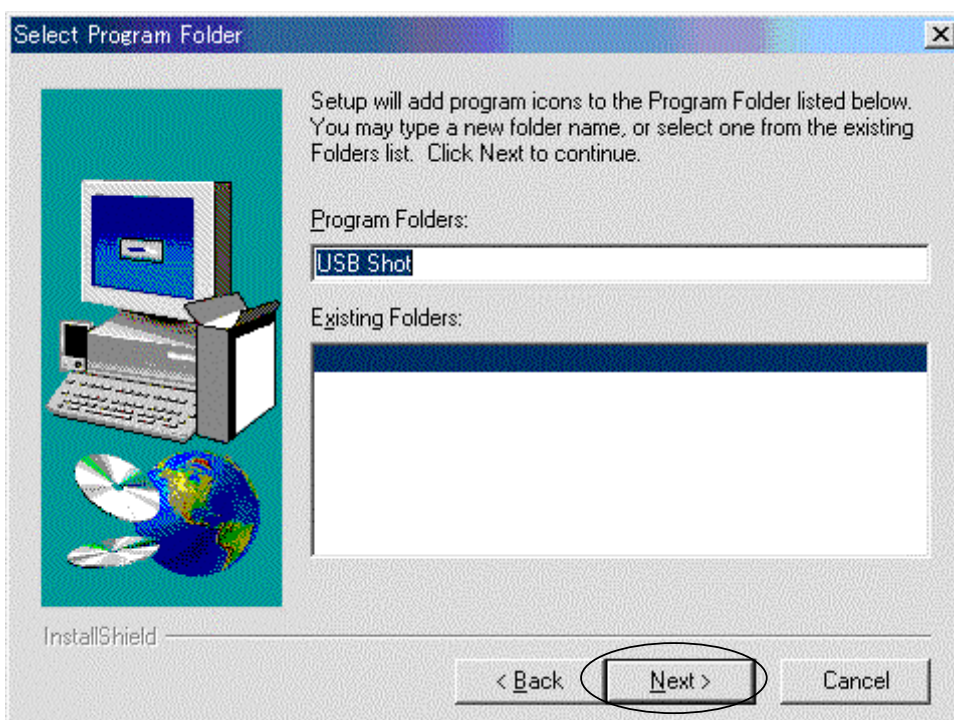 Select Program Folder
Setup will add program icons to the Program Folder listed below.
You may type a new folder name, or select one from the existing
Folders list.  Click Next to continue.
Program Folders:
USB Shot
Existing Folders:
InstallShield
< Back
Next >
Cancel